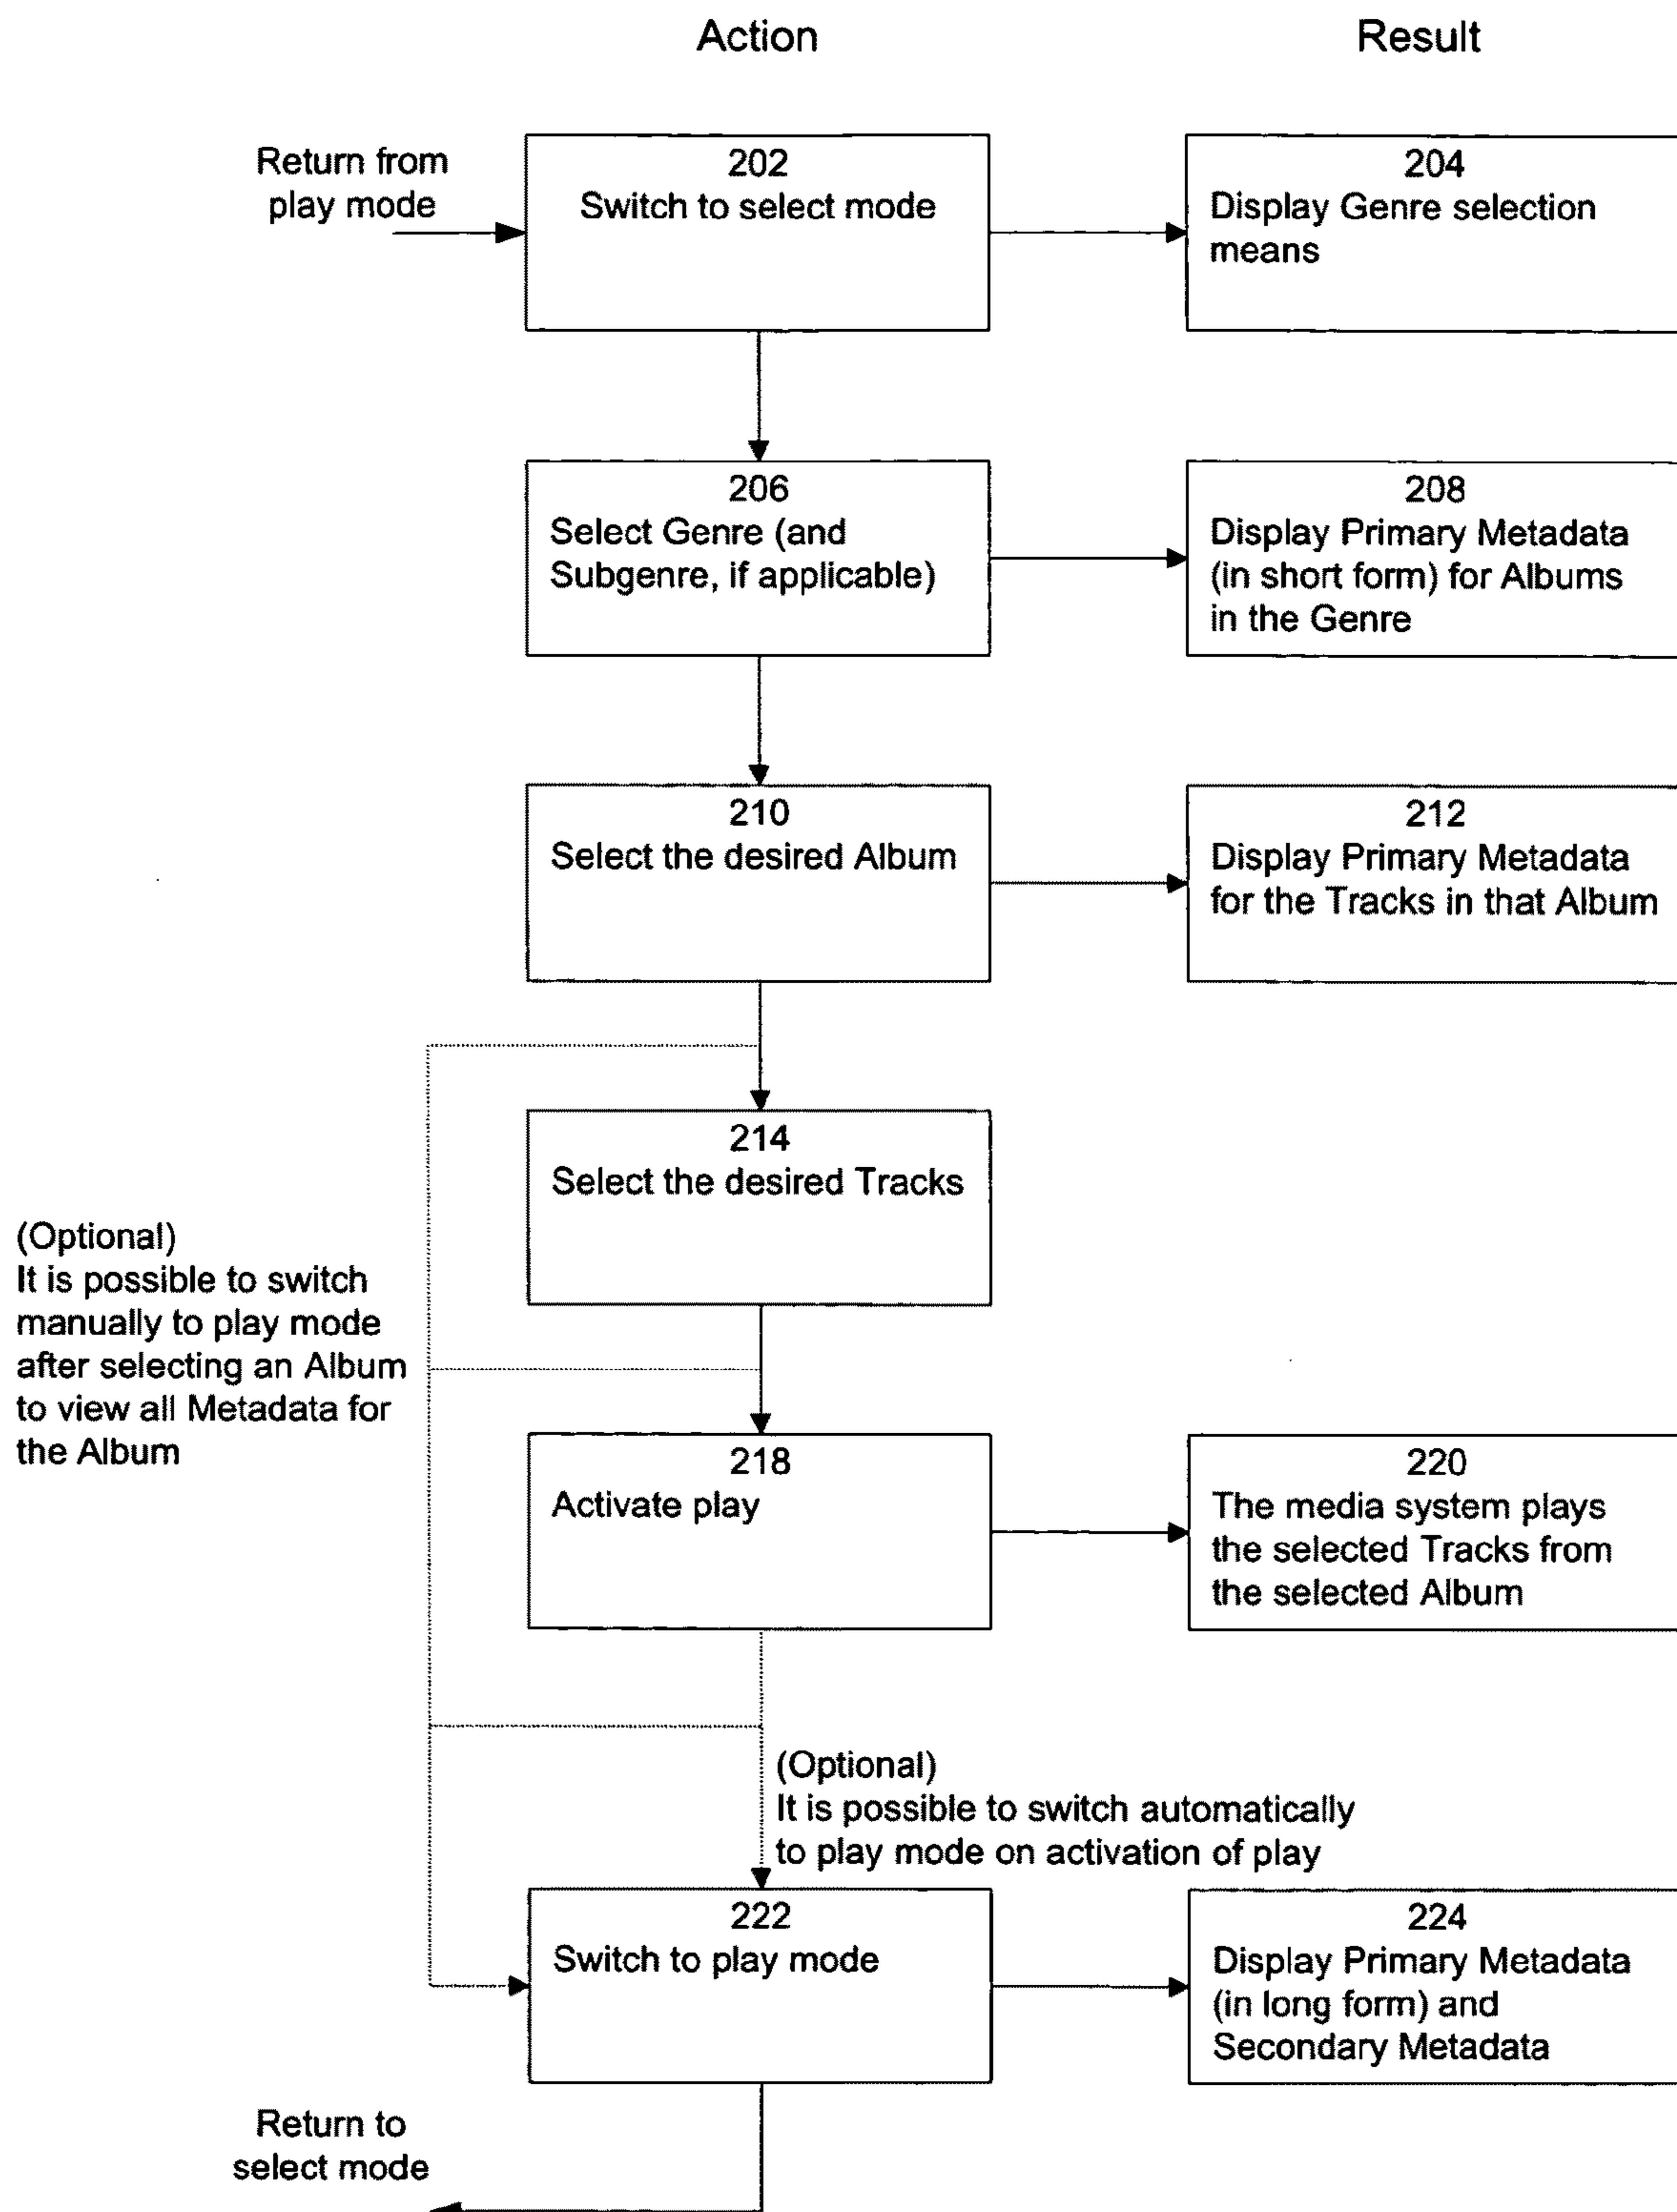 Action
Result
Return from
play mode
202
Switch to select mode
204
Display Genre selection
means
206
Select Genre (and
Subgenre, if applicable)
208
Display Primary Metadata
(in short form) for Albums
in the Genre
210
Select the desired Album
212
Display Primary Metadata
for the Tracks in that Album
214
Select the desired Tracks
(Optional)
It is possible to switch
manually to play mode
after selecting an Album
to view all Metadata for
the Album
218
Activate play
220
The media system plays
the selected Tracks from
the selected Album
(Optional)
It is possible to switch automatically
to play mode on activation of play
222
Switch to play mode
224
Display Primary Metadata
(in long form) and
Secondary Metadata
Return to
select mode